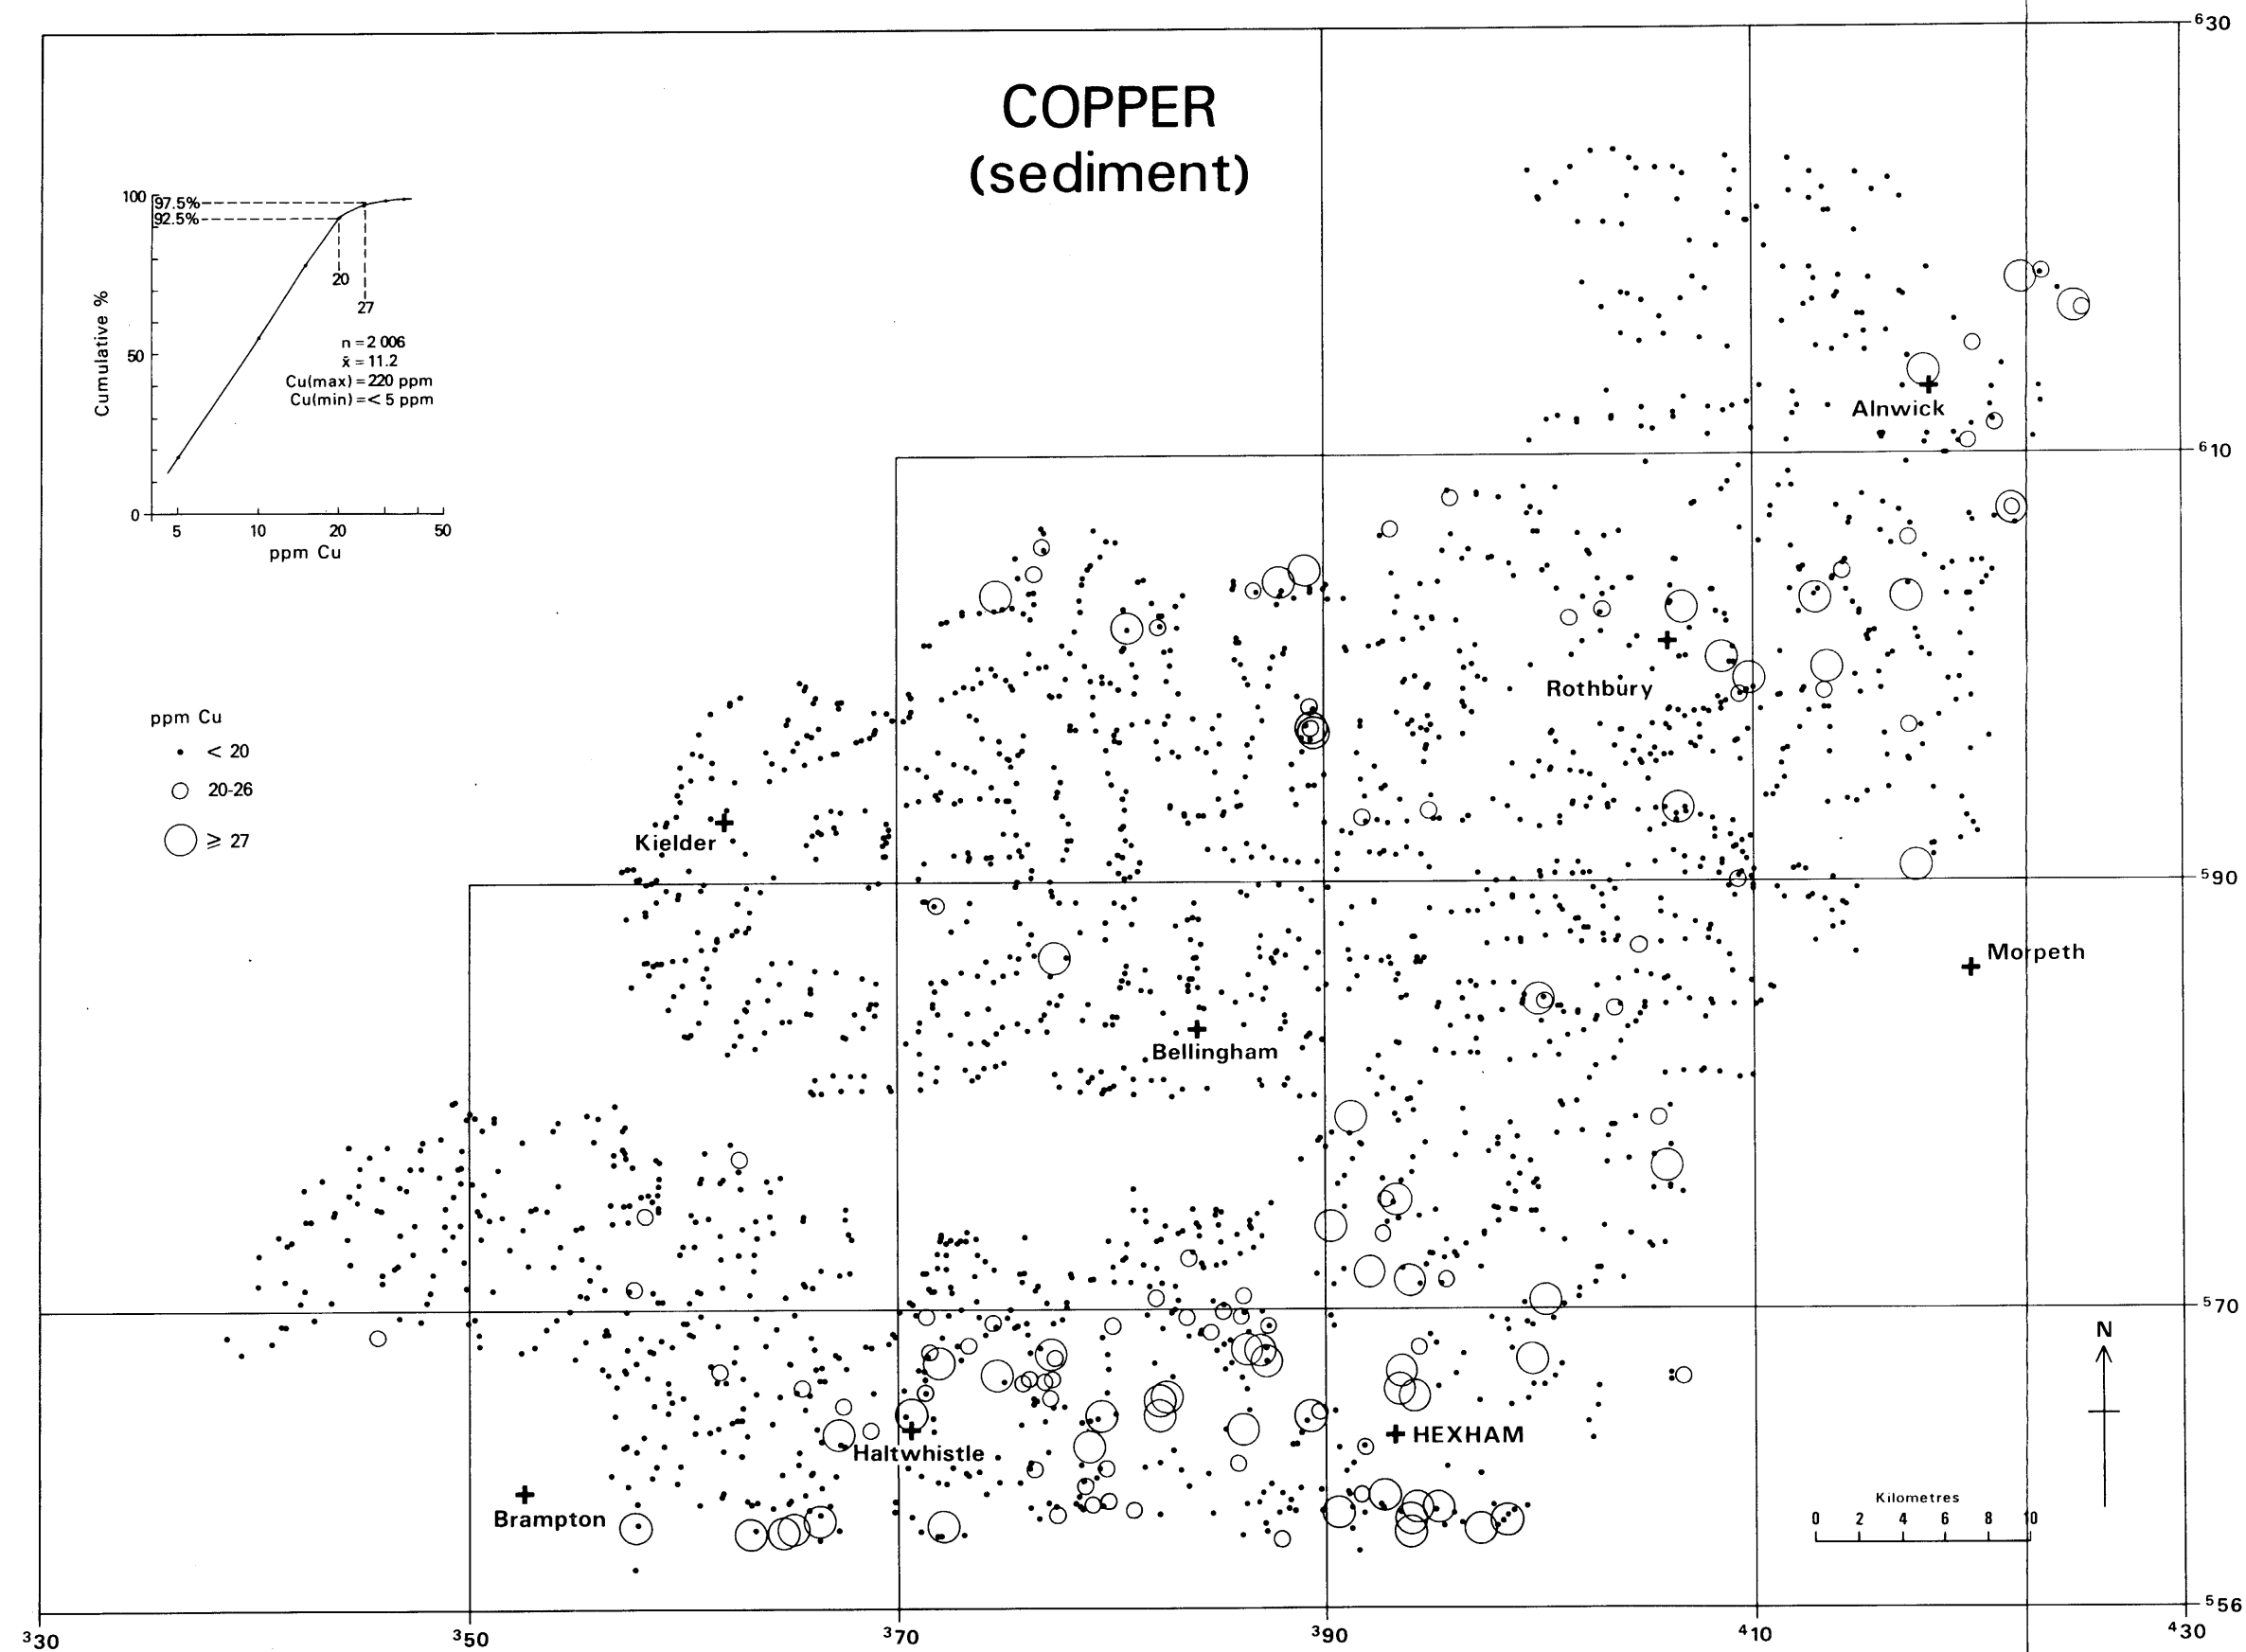 COPPER
(sediment)
100
97.5%
92.5%
20
27
Cumulative %
50
n = 2 006
x̄ = 11.2
Cu(max) = 220 ppm
Cu(min) = < 5 ppm
0
5 10 20 50
ppm Cu
ppm Cu
< 20
20-26
⩾ 27
Alnwick
Rothbury
Kielder
Morpeth
Bellingham
Haltwhistle
HEXHAM
Brampton
N
Kilometres
0 2 4 6 8 10
⁶30
⁶10
⁵90
⁵70
⁵56
³30 ³50 ³70 ³90 ⁴10 ⁴30